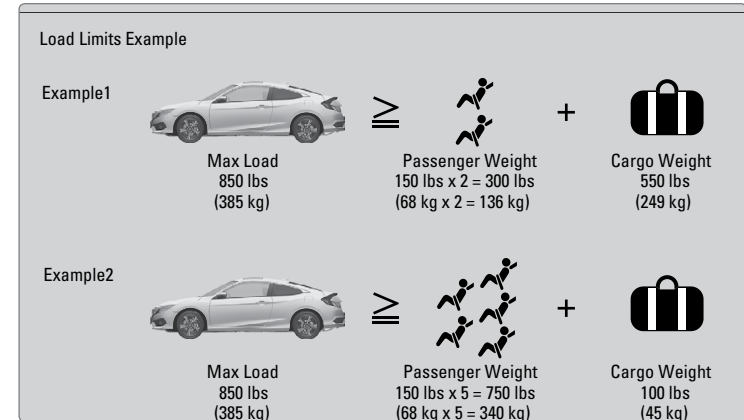 Load Limits Example
Example1
≧
+
Max Load
850 lbs
(385 kg)
Passenger Weight
150 lbs x 2 = 300 lbs
(68 kg x 2 = 136 kg)
Cargo Weight
550 lbs
(249 kg)
Example2
≧
+
Max Load
850 lbs
(385 kg)
Passenger Weight
150 lbs x 5 = 750 lbs
(68 kg x 5 = 340 kg)
Cargo Weight
100 lbs
(45 kg)